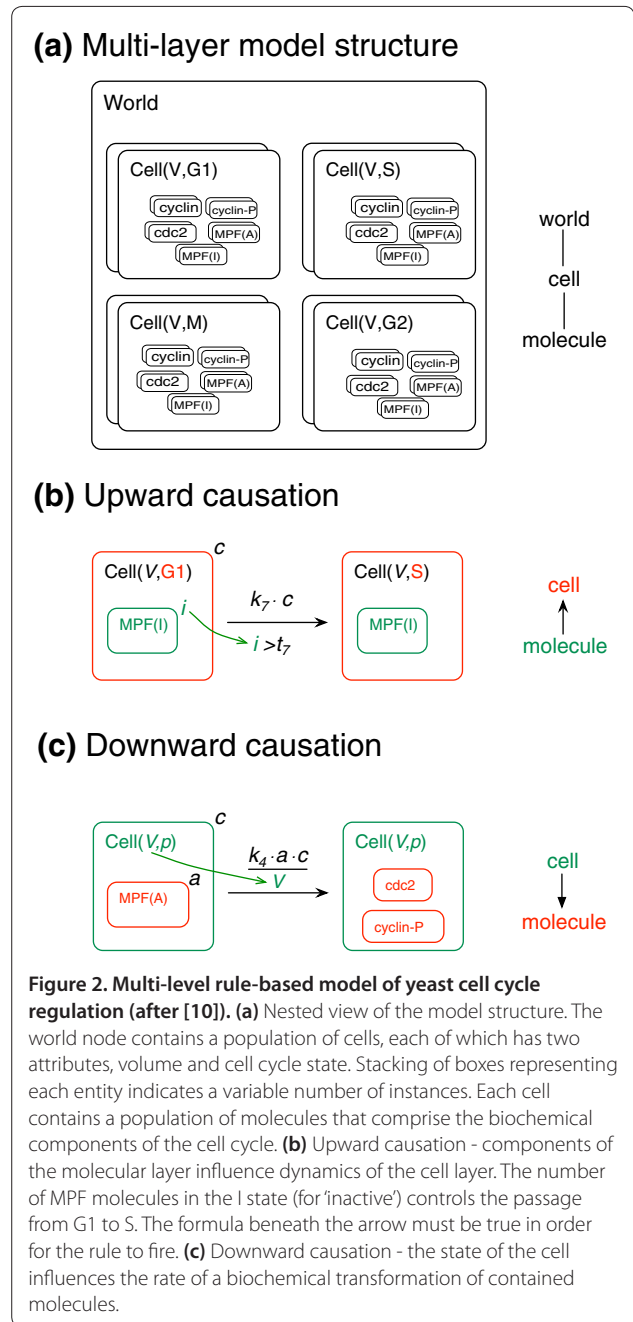 (a) Multi-layer model structure
World
Cell(V,G1)
cyclin
cyclin-P
cdc2
MPF(A)
MPF(I)
Cell(V,S)
cyclin
cyclin-P
cdc2
MPF(A)
MPF(I)
Cell(V,M)
cyclin
cyclin-P
cdc2
MPF(A)
MPF(I)
Cell(V,G2)
cyclin
cyclin-P
cdc2
MPF(A)
MPF(I)
world
cell
molecule
(b) Upward causation
c
Cell(V,G1)
i
MPF(I)
k₇ · c
i >t₇
Cell(V,S)
MPF(I)
cell
molecule
(c) Downward causation
c
Cell(V,p)
a
MPF(A)
k₄ ·a ·c
V
Cell(V,p)
cdc2
cyclin-P
cell
molecule
Figure 2. Multi-level rule-based model of yeast cell cycle
regulation (after [10]). (a) Nested view of the model structure. The
world node contains a population of cells, each of which has two
attributes, volume and cell cycle state. Stacking of boxes representing
each entity indicates a variable number of instances. Each cell
contains a population of molecules that comprise the biochemical
components of the cell cycle. (b) Upward causation - components of
the molecular layer influence dynamics of the cell layer. The number
of MPF molecules in the I state (for ‘inactive’) controls the passage
from G1 to S. The formula beneath the arrow must be true in order
for the rule to fire. (c) Downward causation - the state of the cell
influences the rate of a biochemical transformation of contained
molecules.